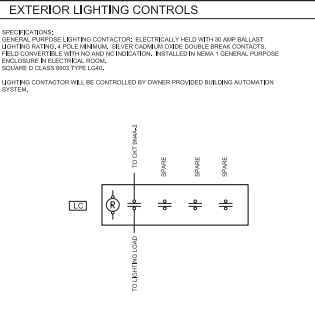 EXTERIOR LIGHTING CONTROLS
SPECIFICATIONS:
GENERAL PURPOSE LIGHTING CONTACTOR: ELECTRICALLY HELD WITH 30 AMP BALLAST
LIGHTING RATING, 4 POLE MINIMUM, SILVER CADMIUM OXIDE DOUBLE BREAK CONTACTS,
FIELD CONVERTIBLE WITH NO AND NC INDICATION. INSTALLED IN NEMA 1 GENERAL PURPOSE
ENCLOSURE IN ELECTRICAL ROOM.
SQUARE D CLASS 8903 TYPE LG40.
LIGHTING CONTACTOR WILL BE CONTROLLED BY OWNER PROVIDED BUILDING AUTOMATION
SYSTEM.
TO CKT 9NAA-2
SPARE
SPARE
SPARE
LC
R
TO LIGHTING LOAD